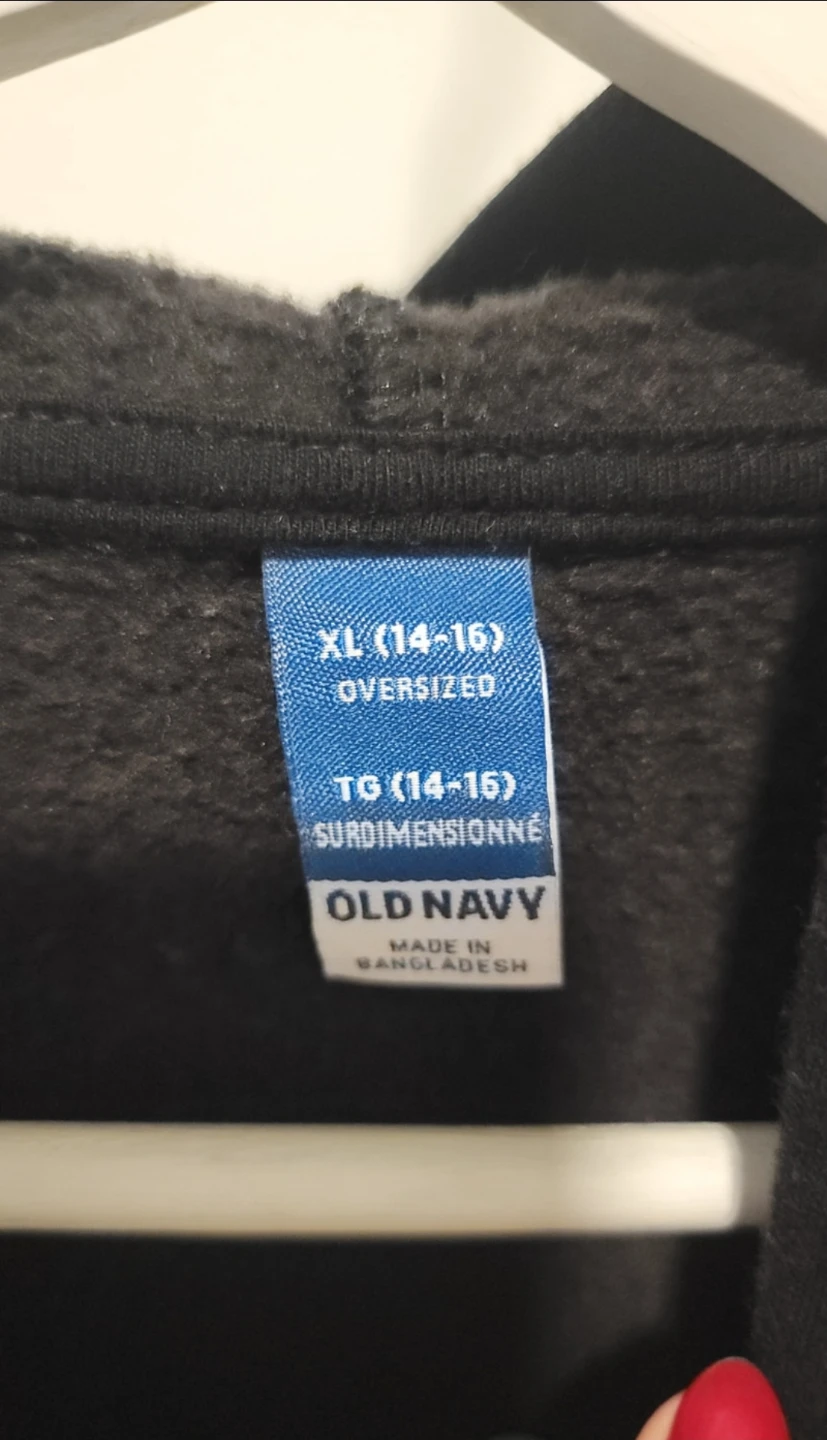 XL (14-16)
OVERSIZED
TG (14-16)
SURDIMENSIONNÉ
OLD NAVY
MADE IN
BANGLADESH